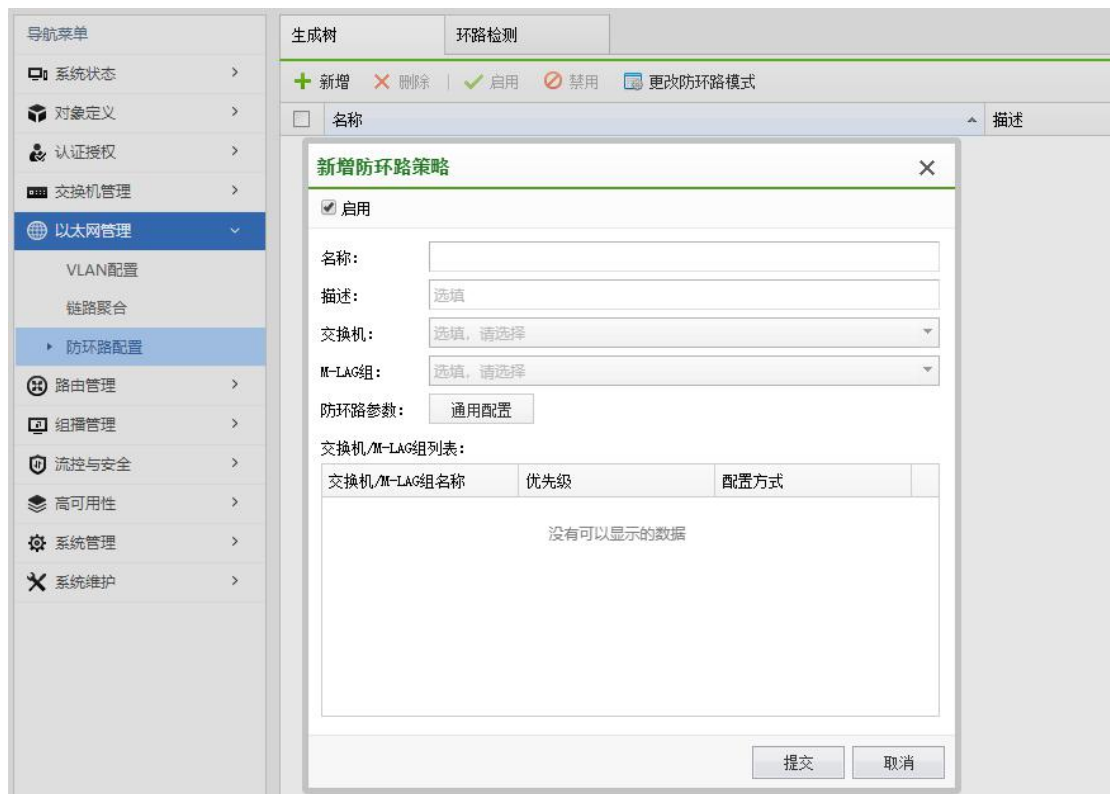 导航菜单
系统状态
对象定义
认证授权
交换机管理
以太网管理
VLAN配置
链路聚合
防环路配置
路由管理
组播管理
流控与安全
高可用性
系统管理
系统维护
生成树 环路检测
新增 删除 启用 禁用 更改防环路模式
名称 描述
新增防环路策略
启用
名称：
描述： 选填
交换机： 选填，请选择
M-LAG组： 选填，请选择
防环路参数： 通用配置
交换机/M-LAG组列表：
交换机/M-LAG组名称 优先级 配置方式
没有可以显示的数据
提交 取消